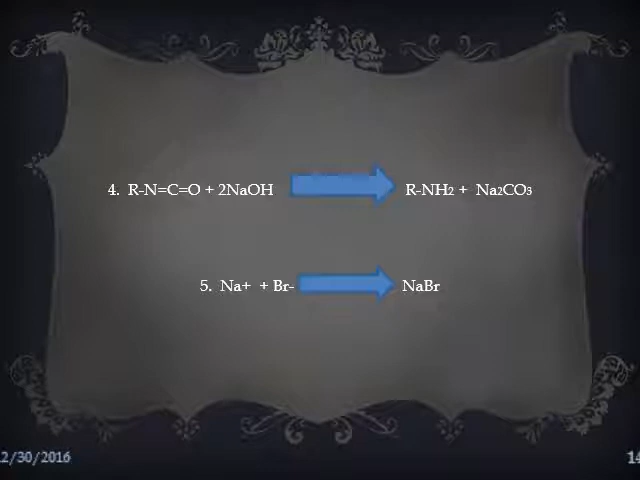 4. R-N=C=O + 2NaOH R-NH2 + Na2CO3
5. Na+ + Br- NaBr
2/30/2016
14